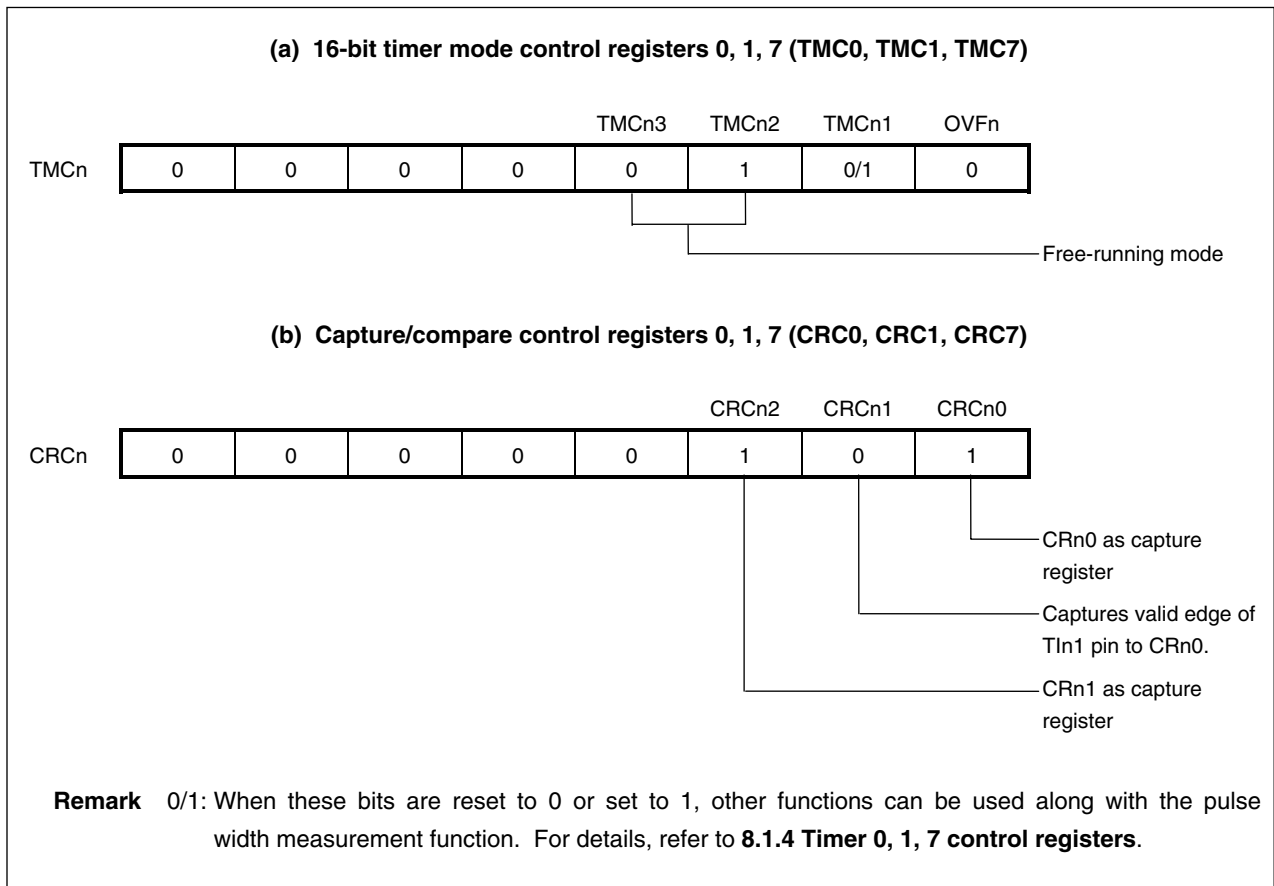 (a) 16-bit timer mode control registers 0, 1, 7 (TMC0, TMC1, TMC7)
TMCn3 TMCn2 TMCn1 OVFn
TMCn 0 0 0 0 0 1 0/1 0
Free-running mode
(b) Capture/compare control registers 0, 1, 7 (CRC0, CRC1, CRC7)
CRCn2 CRCn1 CRCn0
CRCn 0 0 0 0 0 1 0 1
CRn0 as capture
register
Captures valid edge of
TIn1 pin to CRn0.
CRn1 as capture
register
Remark 0/1: When these bits are reset to 0 or set to 1, other functions can be used along with the pulse
width measurement function. For details, refer to 8.1.4 Timer 0, 1, 7 control registers.